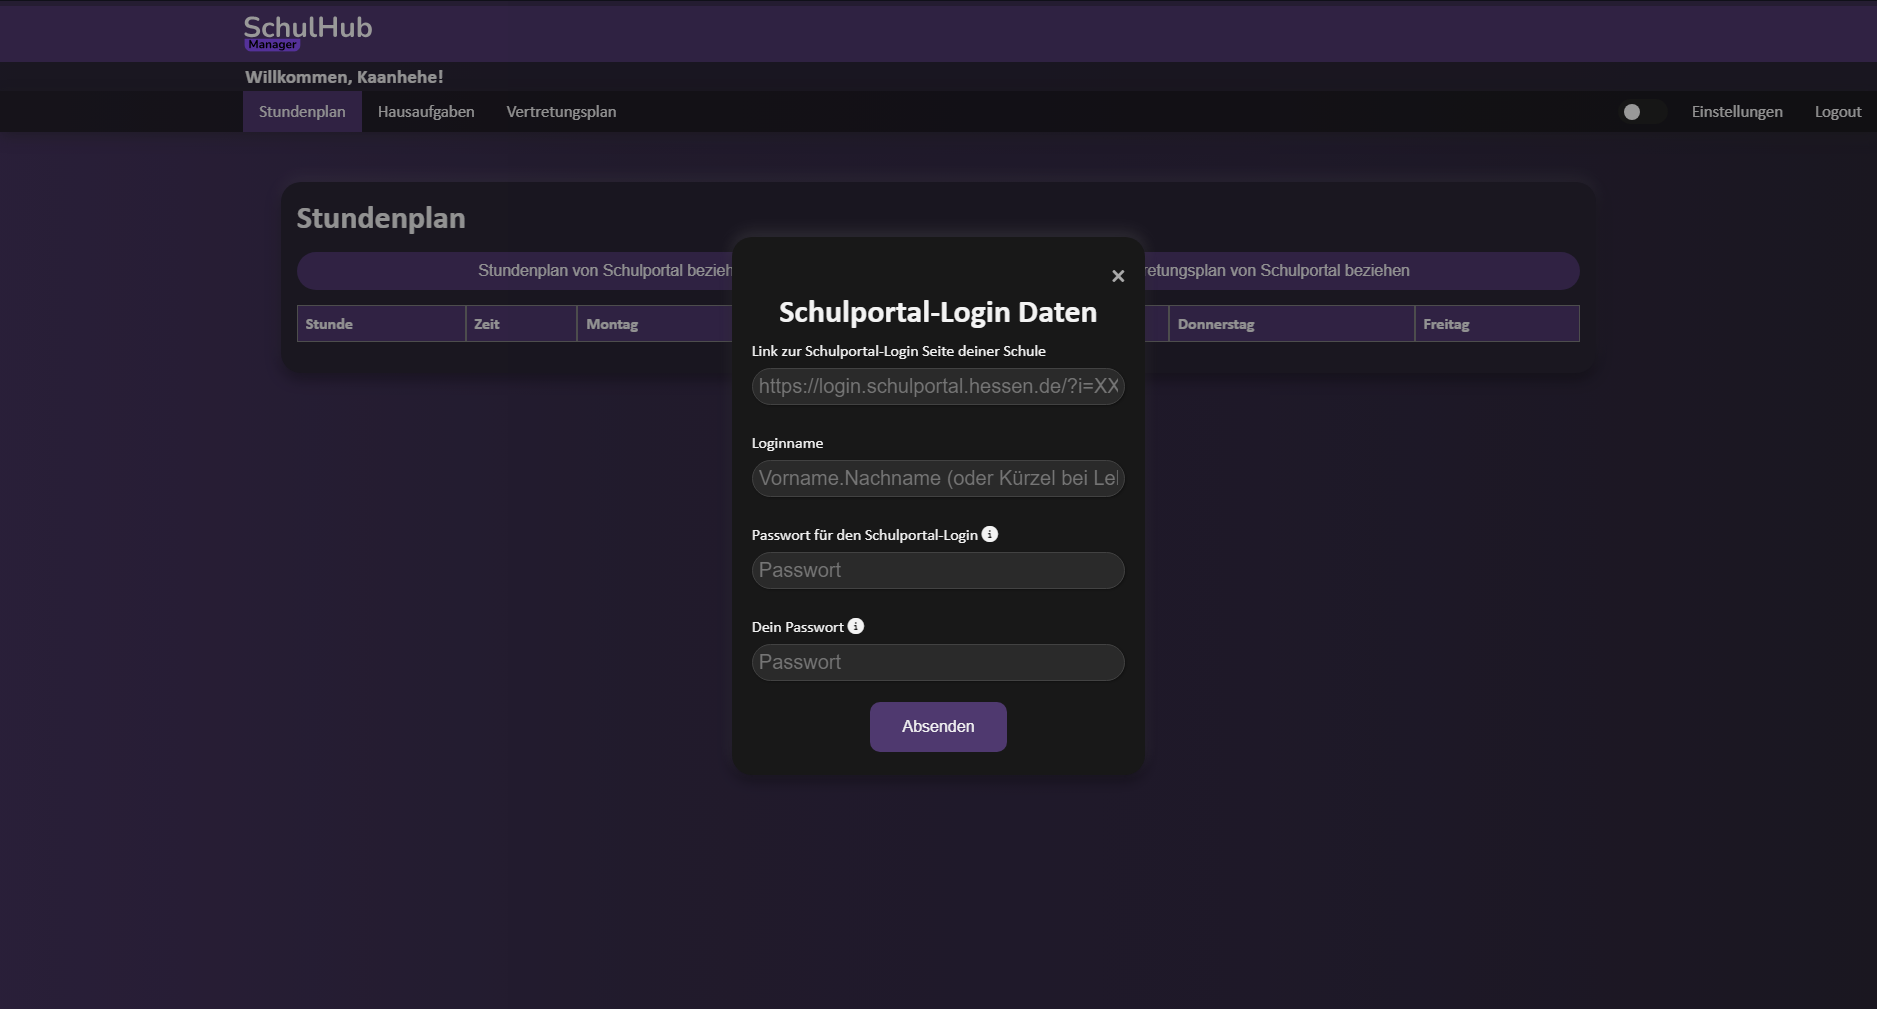 SchulHub
Manager
Willkommen, Kaanhehe!
Stundenplan
Hausaufgaben
Vertretungsplan
Einstellungen
Logout
Stundenplan
Stundenplan von Schulportal bezieh
retungsplan von Schulportal beziehen
Stunde
Zeit
Montag
Donnerstag
Freitag
×
Schulportal-Login Daten
Link zur Schulportal-Login Seite deiner Schule
https://login.schulportal.hessen.de/?i=XX
Loginname
Vorname.Nachname (oder Kürzel bei Le
Passwort für den Schulportal-Login
Passwort
Dein Passwort
Passwort
Absenden